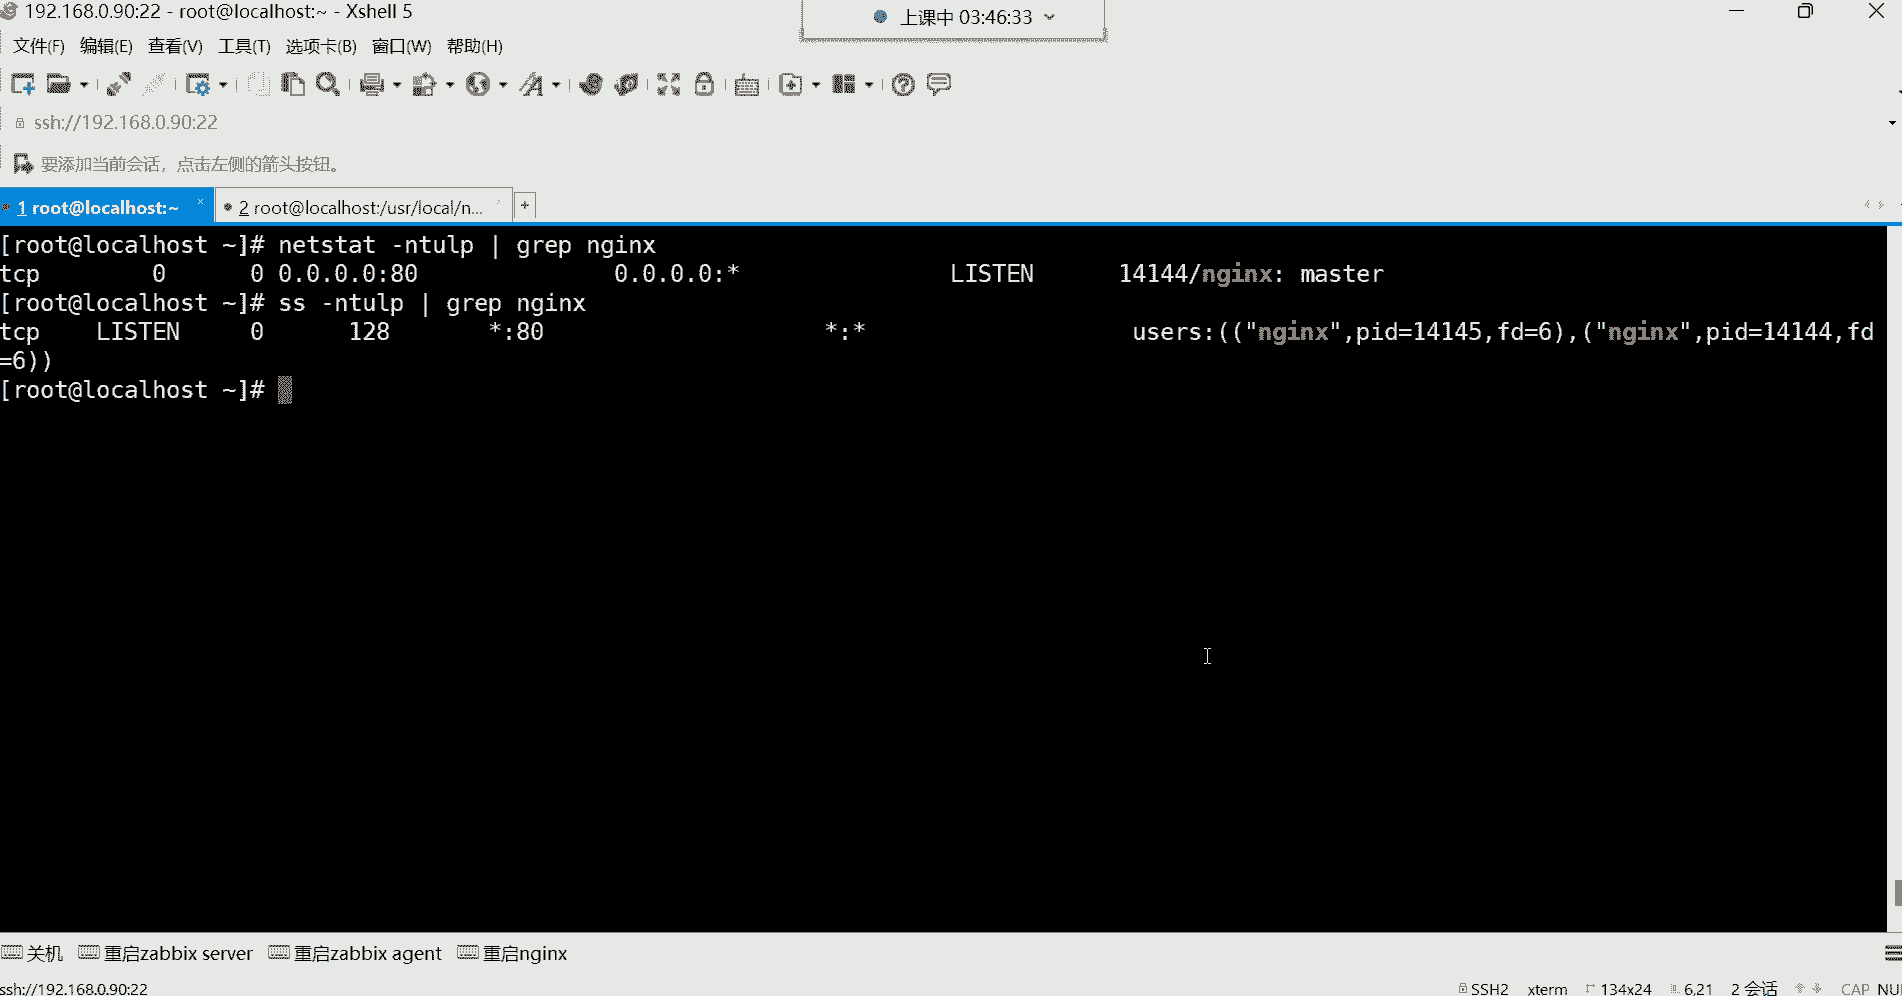 192.168.0.90:22 - root@localhost:~ - Xshell 5
上课中 03:46:33
文件(F) 编辑(E) 查看(V) 工具(T) 选项卡(B) 窗口(W) 帮助(H)
ssh://192.168.0.90:22
要添加当前会话，点击左侧的箭头按钮。
1 root@localhost:~ × 2 root@localhost:/usr/local/n... +
[root@localhost ~]# netstat -ntulp | grep nginx
tcp 0 0 0.0.0.0:80 0.0.0.0:* LISTEN 14144/nginx: master
[root@localhost ~]# ss -ntulp | grep nginx
tcp LISTEN 0 128 *:80 *:* users:(("nginx",pid=14145,fd=6),("nginx",pid=14144,fd
=6))
[root@localhost ~]#
关机 重启zabbix server 重启zabbix agent 重启nginx
ssh://192.168.0.90:22 SSH2 xterm 134x24 6,21 2 会话 CAP NU